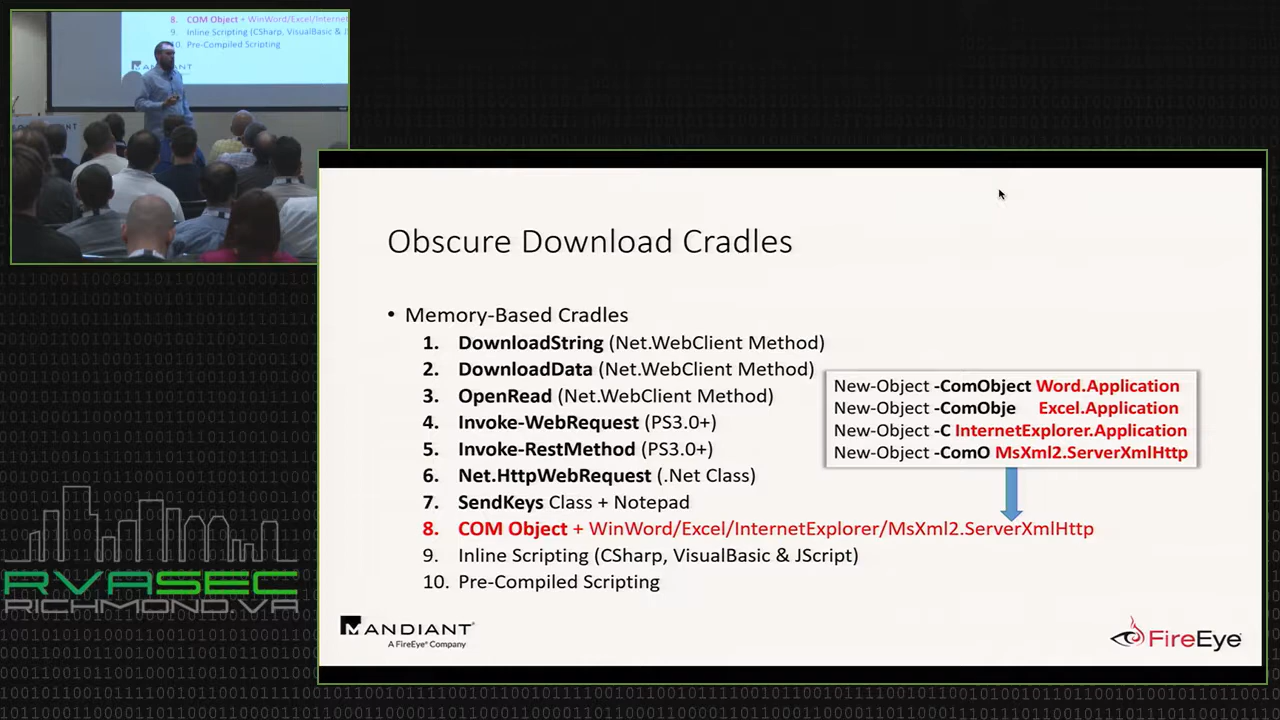 8. COM Object + WinWord/Excel/Internet
9. Inline Scripting (CSharp, VisualBasic & J
10. Pre-Compiled Scripting
MANDIANT
Obscure Download Cradles
• Memory-Based Cradles
1. DownloadString (Net.WebClient Method)
2. DownloadData (Net.WebClient Method)
3. OpenRead (Net.WebClient Method)
4. Invoke-WebRequest (PS3.0+)
5. Invoke-RestMethod (PS3.0+)
6. Net.HttpWebRequest (.Net Class)
7. SendKeys Class + Notepad
8. COM Object + WinWord/Excel/InternetExplorer/MsXml2.ServerXmlHttp
9. Inline Scripting (CSharp, VisualBasic & JScript)
10. Pre-Compiled Scripting
New-Object -ComObject Word.Application
New-Object -ComObje Excel.Application
New-Object -C InternetExplorer.Application
New-Object -ComO MsXml2.ServerXmlHttp
RVASEC
RICHMOND.VA
MANDIANT
A FireEye® Company
FireEye